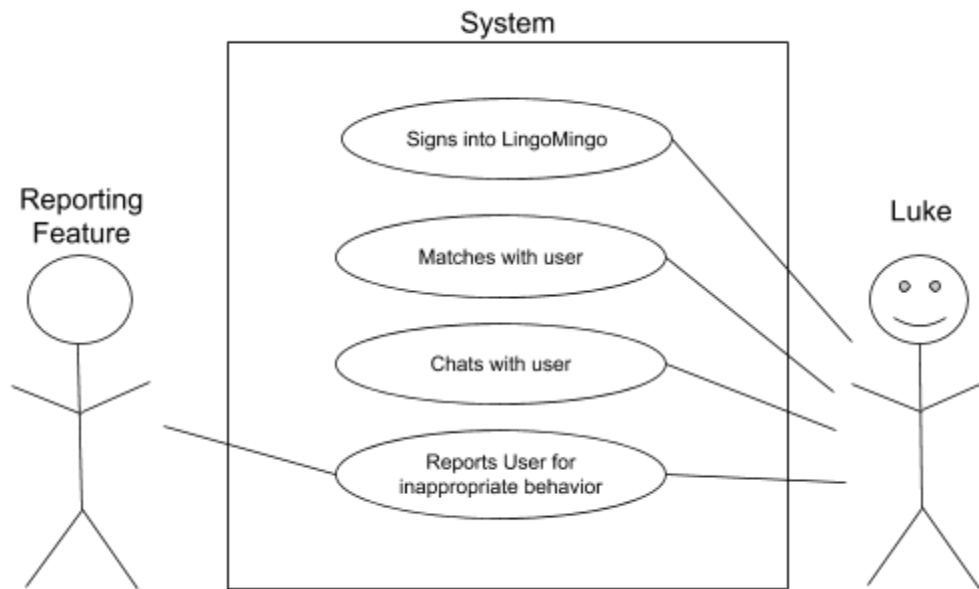 System
Signs into LingoMingo
Reporting
Feature
Luke
Matches with user
Chats with user
Reports User for
inappropriate behavior